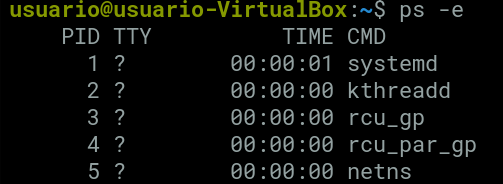 usuario@usuario-VirtualBox:~$ ps -e
PID TTY TIME CMD
1 ? 00:00:01 systemd
2 ? 00:00:00 kthreadd
3 ? 00:00:00 rcu_gp
4 ? 00:00:00 rcu_par_gp
5 ? 00:00:00 netns